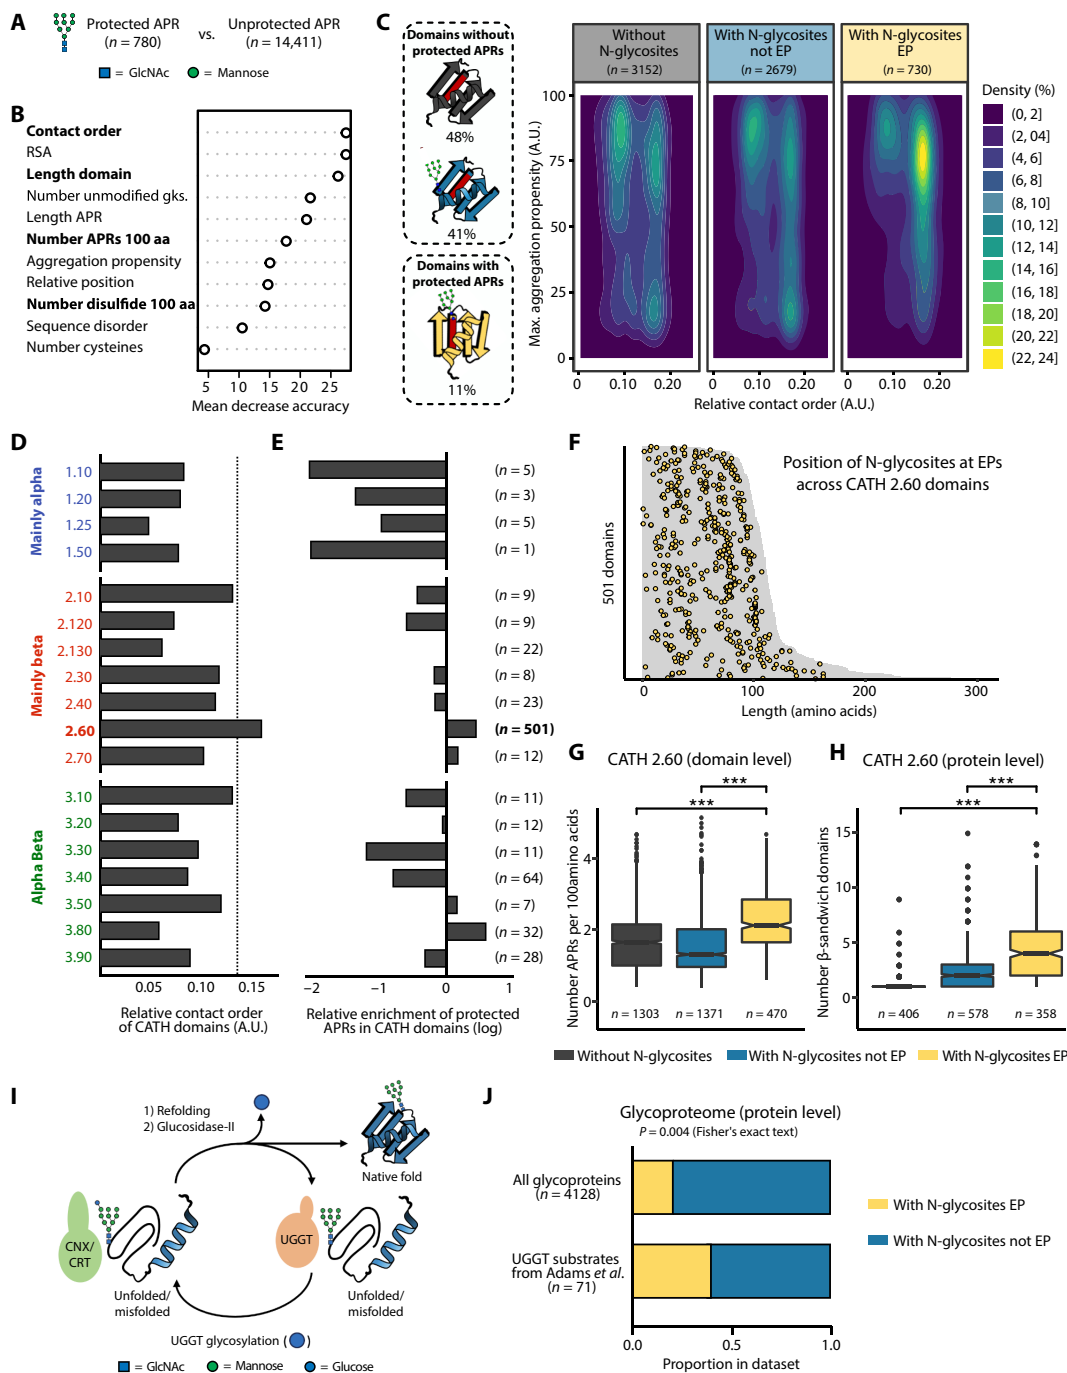 A
Protected APR
(n = 780)
vs.
Unprotected APR
(n = 14,411)
= GlcNAc
= Mannose
B
Contact order
RSA
Length domain
Number unmodified gks.
Length APR
Number APRs 100 aa
Aggregation propensity
Relative position
Number disulfide 100 aa
Sequence disorder
Number cysteines
5 10 15 20 25
Mean decrease accuracy
C
Domains without
protected APRs
48%
41%
Domains with
protected APRs
11%
Without
N-glycosites
(n = 3152)
With N-glycosites
not EP
(n = 2679)
With N-glycosites
EP
(n = 730)
Max. aggregation propensity (A.U.)
100
75
50
25
0
0 0.10 0.20
0 0.10 0.20
0 0.10 0.20
Relative contact order (A.U.)
Density (%)
(0, 2]
(2, 04]
(4, 6]
(6, 8]
(8, 10]
(10, 12]
(12, 14]
(14, 16]
(16, 18]
(18, 20]
(20, 22]
(22, 24]
D
Mainly alpha
1.10
1.20
1.25
1.50
Mainly beta
2.10
2.120
2.130
2.30
2.40
2.60
2.70
Alpha Beta
3.10
3.20
3.30
3.40
3.50
3.80
3.90
0.05 0.10 0.15
Relative contact order
of CATH domains (A.U.)
E
(n = 5)
(n = 3)
(n = 5)
(n = 1)
(n = 9)
(n = 9)
(n = 22)
(n = 8)
(n = 23)
(n = 501)
(n = 12)
(n = 11)
(n = 12)
(n = 11)
(n = 64)
(n = 7)
(n = 32)
(n = 28)
−2 −1 0 1
Relative enrichment of protected
APRs in CATH domains (log)
F
Position of N-glycosites at EPs
across CATH 2.60 domains
501 domains
0 100 200 300
Length (amino acids)
G
CATH 2.60 (domain level)
***
***
Number APRs per 100amino acids
4
2
0
n = 1303 n = 1371 n = 470
H
CATH 2.60 (protein level)
***
***
Number β-sandwich domains
15
10
5
0
n = 406 n = 578 n = 358
Without N-glycosites
With N-glycosites not EP
With N-glycosites EP
I
1) Refolding
2) Glucosidase-II
Native fold
CNX/
CRT
UGGT
Unfolded/
misfolded
Unfolded/
misfolded
UGGT glycosylation ( )
= GlcNAc
= Mannose
= Glucose
J
Glycoproteome (protein level)
P = 0.004 (Fisher's exact text)
All glycoproteins
(n = 4128)
UGGT substrates
from Adams et al.
(n = 71)
0.0 0.5 1.0
Proportion in dataset
With N-glycosites EP
With N-glycosites not EP